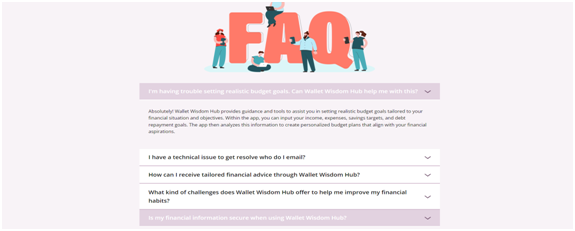 FAQ
I'm having trouble setting realistic budget goals. Can Wallet Wisdom Hub help me with this?
Absolutely! Wallet Wisdom Hub provides guidance and tools to assist you in setting realistic budget goals tailored to your
financial situation and objectives. Within the app, you can input your income, expenses, savings targets, and debt
repayment goals. The app then analyzes this information to create personalized budget plans that align with your financial
aspirations.
I have a technical issue to get resolve who do I email?
How can I receive tailored financial advice through Wallet Wisdom Hub?
What kind of challenges does Wallet Wisdom Hub offer to help me improve my financial
habits?
Is my financial information secure when using Wallet Wisdom Hub?